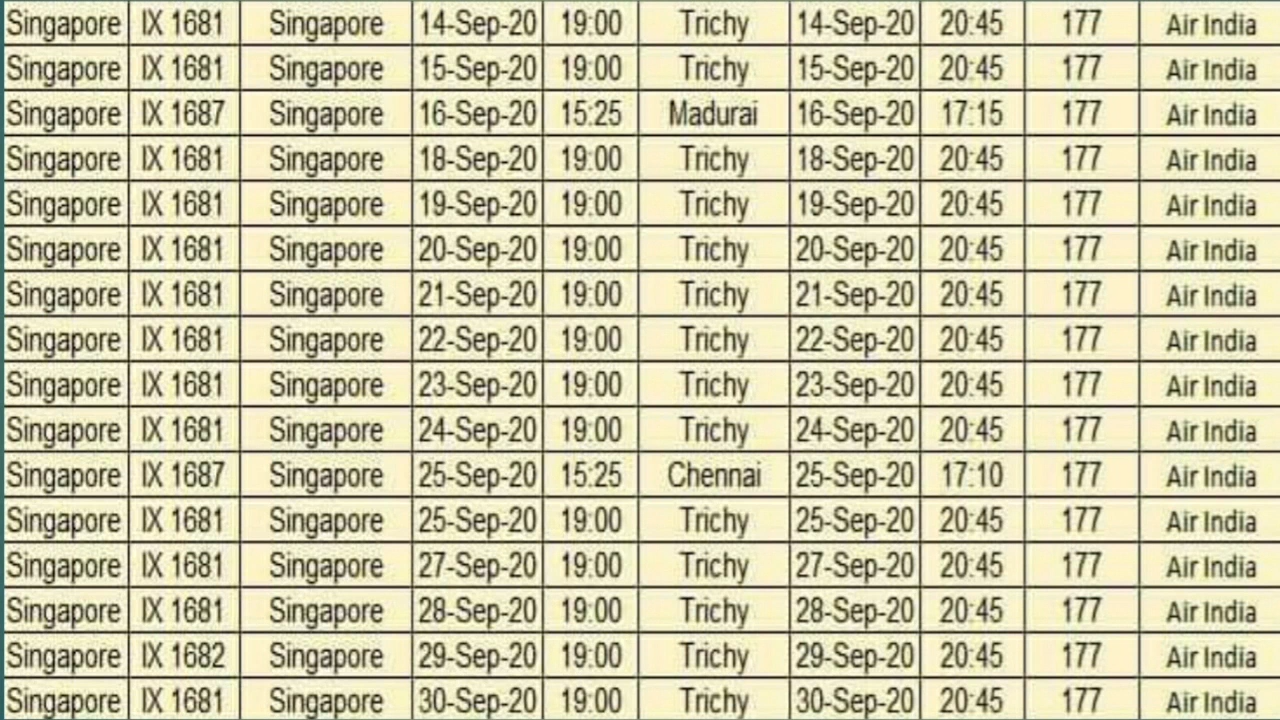 Singapore IX 1681 Singapore 14-Sep-20 19:00 Trichy 14-Sep-20 20:45 177 Air India
Singapore IX 1681 Singapore 15-Sep-20 19:00 Trichy 15-Sep-20 20:45 177 Air India
Singapore IX 1687 Singapore 16-Sep-20 15:25 Madurai 16-Sep-20 17:15 177 Air India
Singapore IX 1681 Singapore 18-Sep-20 19:00 Trichy 18-Sep-20 20:45 177 Air India
Singapore IX 1681 Singapore 19-Sep-20 19:00 Trichy 19-Sep-20 20:45 177 Air India
Singapore IX 1681 Singapore 20-Sep-20 19:00 Trichy 20-Sep-20 20:45 177 Air India
Singapore IX 1681 Singapore 21-Sep-20 19:00 Trichy 21-Sep-20 20:45 177 Air India
Singapore IX 1681 Singapore 22-Sep-20 19:00 Trichy 22-Sep-20 20:45 177 Air India
Singapore IX 1681 Singapore 23-Sep-20 19:00 Trichy 23-Sep-20 20:45 177 Air India
Singapore IX 1681 Singapore 24-Sep-20 19:00 Trichy 24-Sep-20 20:45 177 Air India
Singapore IX 1687 Singapore 25-Sep-20 15:25 Chennai 25-Sep-20 17:10 177 Air India
Singapore IX 1681 Singapore 25-Sep-20 19:00 Trichy 25-Sep-20 20:45 177 Air India
Singapore IX 1681 Singapore 27-Sep-20 19:00 Trichy 27-Sep-20 20:45 177 Air India
Singapore IX 1681 Singapore 28-Sep-20 19:00 Trichy 28-Sep-20 20:45 177 Air India
Singapore IX 1682 Singapore 29-Sep-20 19:00 Trichy 29-Sep-20 20:45 177 Air India
Singapore IX 1681 Singapore 30-Sep-20 19:00 Trichy 30-Sep-20 20:45 177 Air India